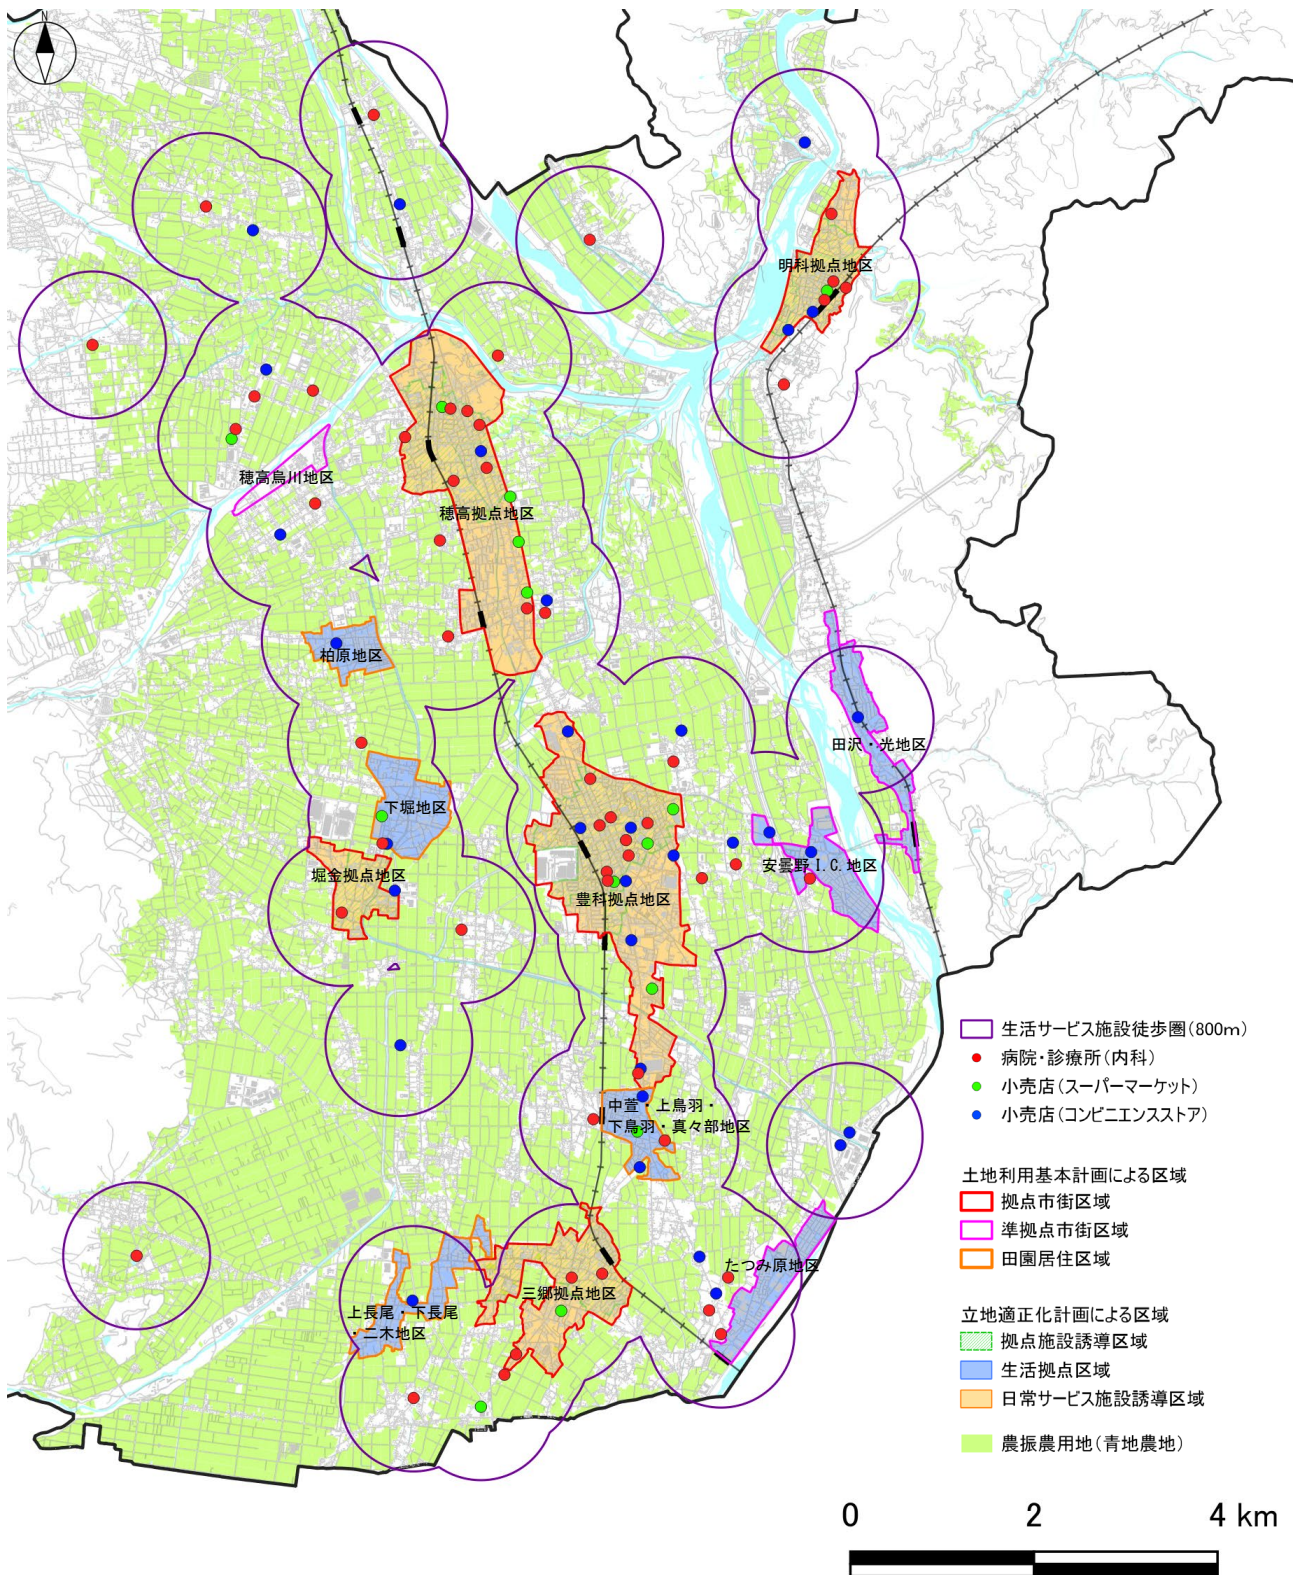 N
明科拠点地区
穂高烏川地区
穂高拠点地区
柏原地区
田沢・光地区
下堀地区
堀金拠点地区
安曇野I.C.地区
豊科拠点地区
中萱・上鳥羽・
下鳥羽・真々部地区
たつみ原地区
三郷拠点地区
上長尾・下長尾
・二木地区
生活サービス施設徒歩圏(800m)
病院・診療所(内科)
小売店(スーパーマーケット)
小売店(コンビニエンスストア)
土地利用基本計画による区域
拠点市街区域
準拠点市街区域
田園居住区域
立地適正化計画による区域
拠点施設誘導区域
生活拠点区域
日常サービス施設誘導区域
農振農用地(青地農地)
0 2 4 km